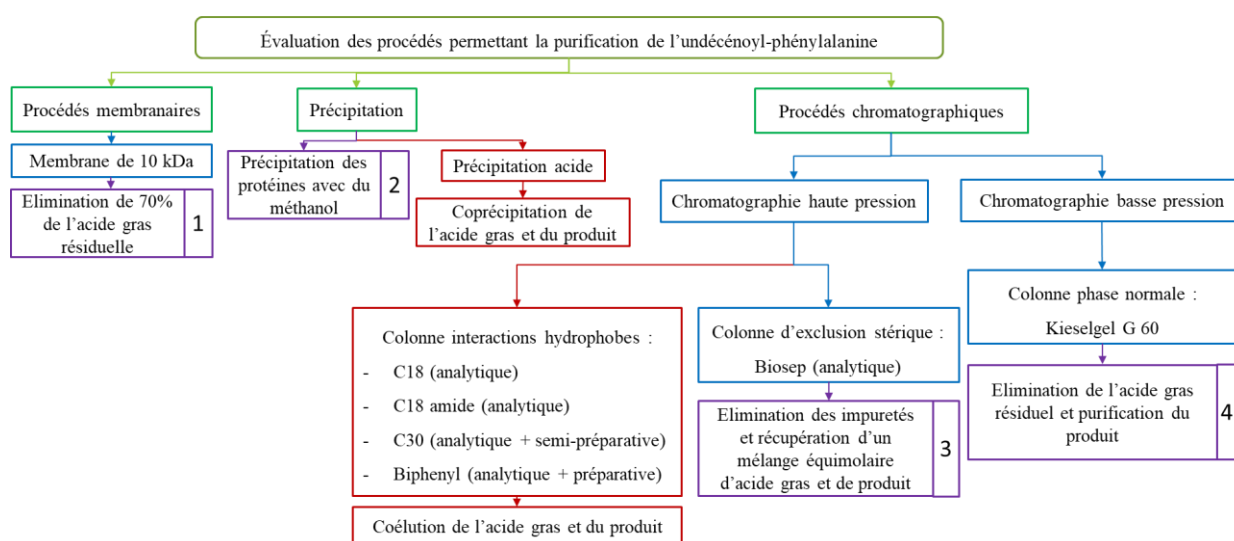 Évaluation des procédés permettant la purification de l'undécénoyl-phénylalanine
Procédés membranaires
Précipitation
Procédés chromatographiques
Membrane de 10 kDa
Elimination de 70%
de l'acide gras
résiduelle
1
Précipitation des
protéines avec du
méthanol
2
Précipitation acide
Coprécipitation de
l'acide gras et du produit
Chromatographie haute pression
Chromatographie basse pression
Colonne interactions hydrophobes :
- C18 (analytique)
- C18 amide (analytique)
- C30 (analytique + semi-préparative)
- Biphenyl (analytique + préparative)
Coélution de l'acide gras et du produit
Colonne d'exclusion stérique :
Biosep (analytique)
Elimination des impuretés
et récupération d'un
mélange équimolaire
d'acide gras et de produit
3
Colonne phase normale :
Kieselgel G 60
Elimination de l'acide gras
résiduel et purification du
produit
4